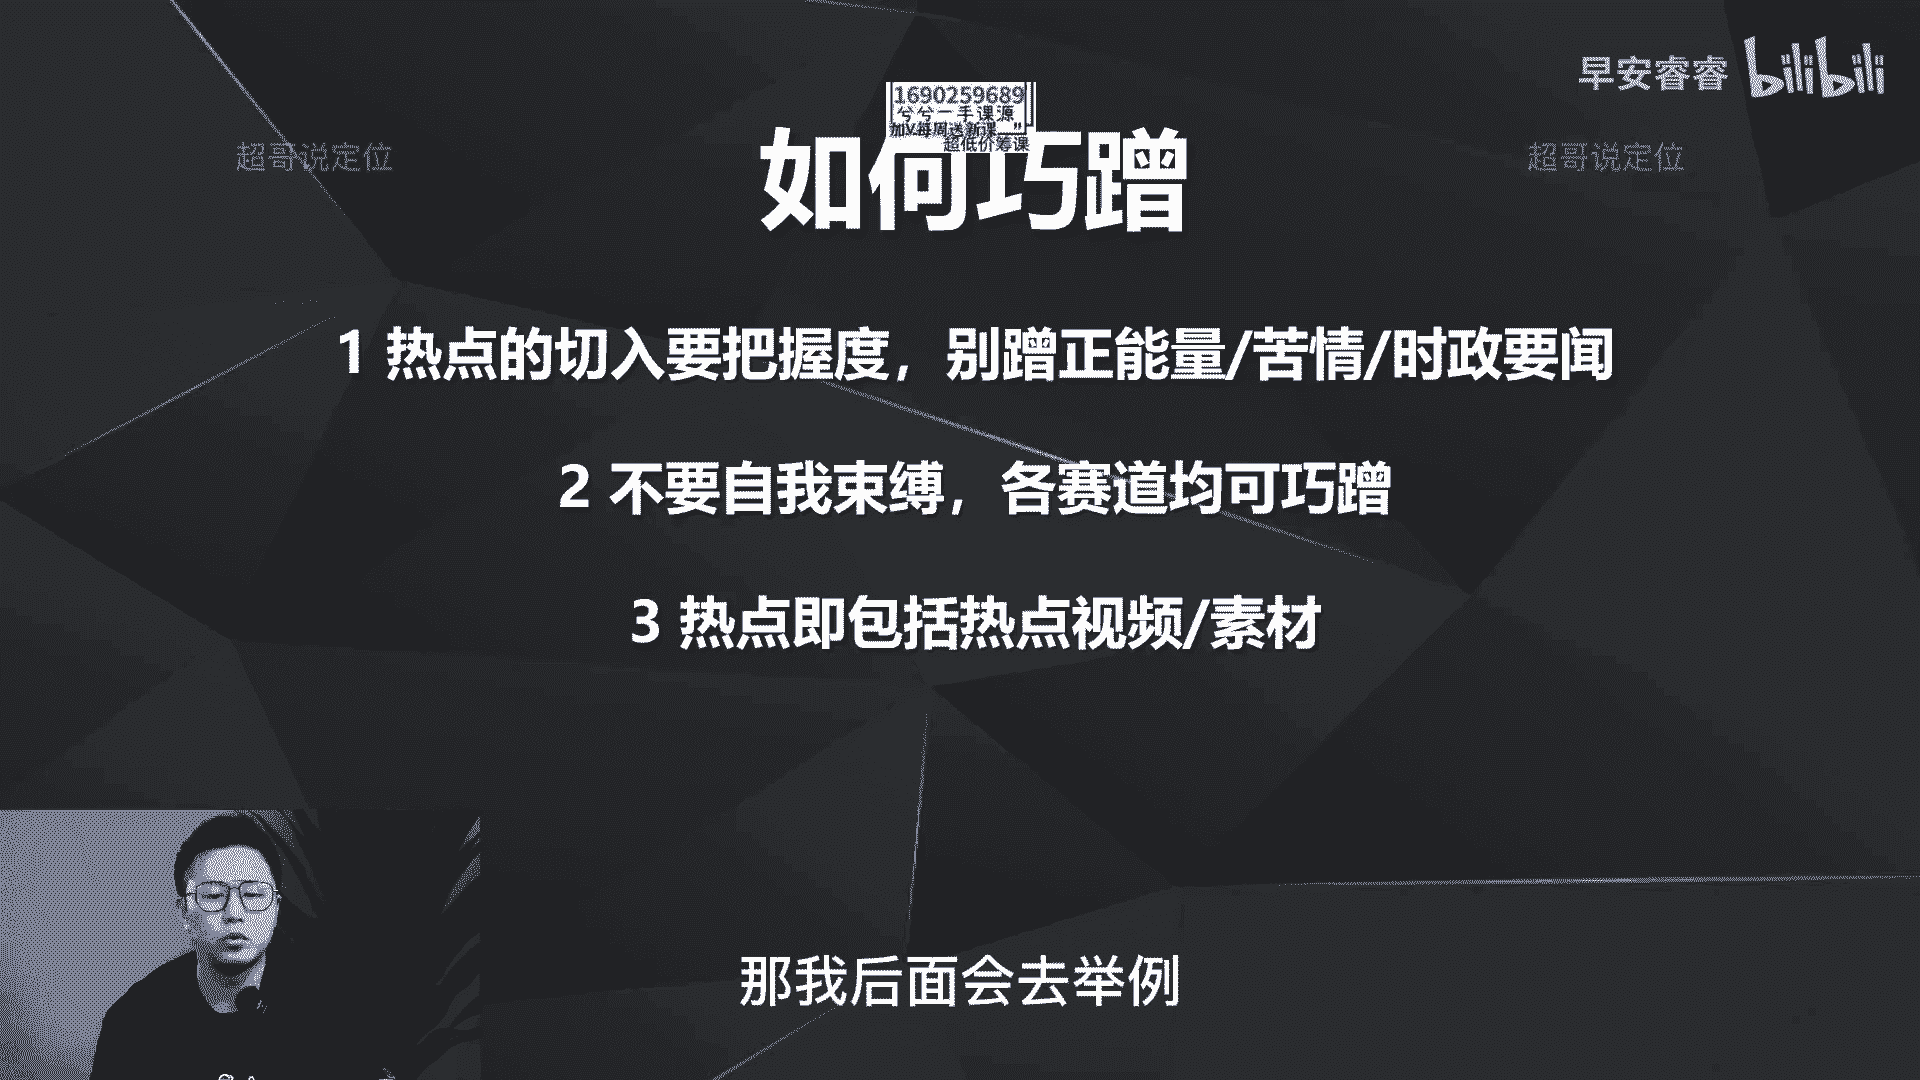 早安睿睿 bilibili
1690259689
兮兮一手课源
加V每周送新课
超低价筹课
超哥说定位
超哥说定位
如何巧蹭
1 热点的切入要把握度，别蹭正能量/苦情/时政要闻
2 不要自我束缚，各赛道均可巧蹭
3 热点即包括热点视频/素材
那我后面会去举例